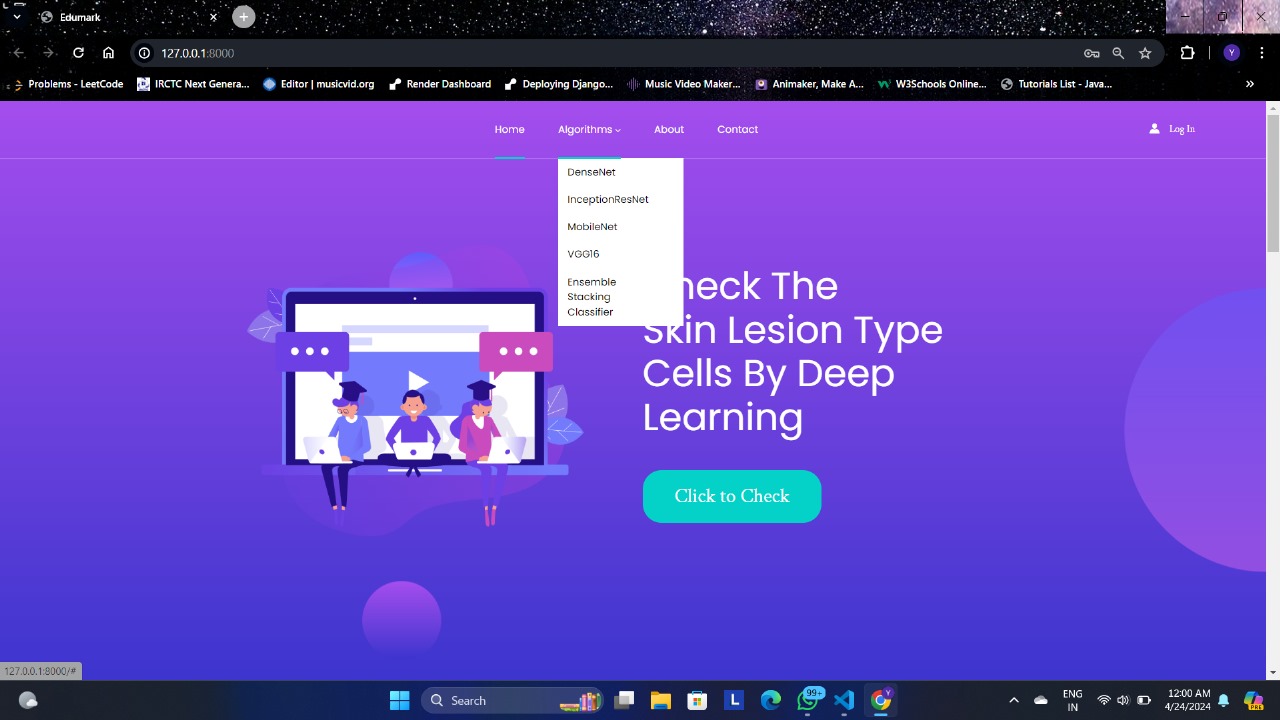 Edumark
127.0.0.1:8000
Problems - LeetCode
IRCTC Next Genera...
Editor | musicvid.org
Render Dashboard
Deploying Django...
Music Video Maker...
Animaker, Make A...
W3Schools Online...
Tutorials List - Java...
»
Y
Home
Algorithms
About
Contact
Log In
DenseNet
InceptionResNet
MobileNet
VGG16
Ensemble
Stacking
Classifier
heck The
Skin Lesion Type
Cells By Deep
Learning
Click to Check
127.0.0.1:8000/#
Search
L
99+
Y
PRE
ENG
IN
12:00 AM
4/24/2024